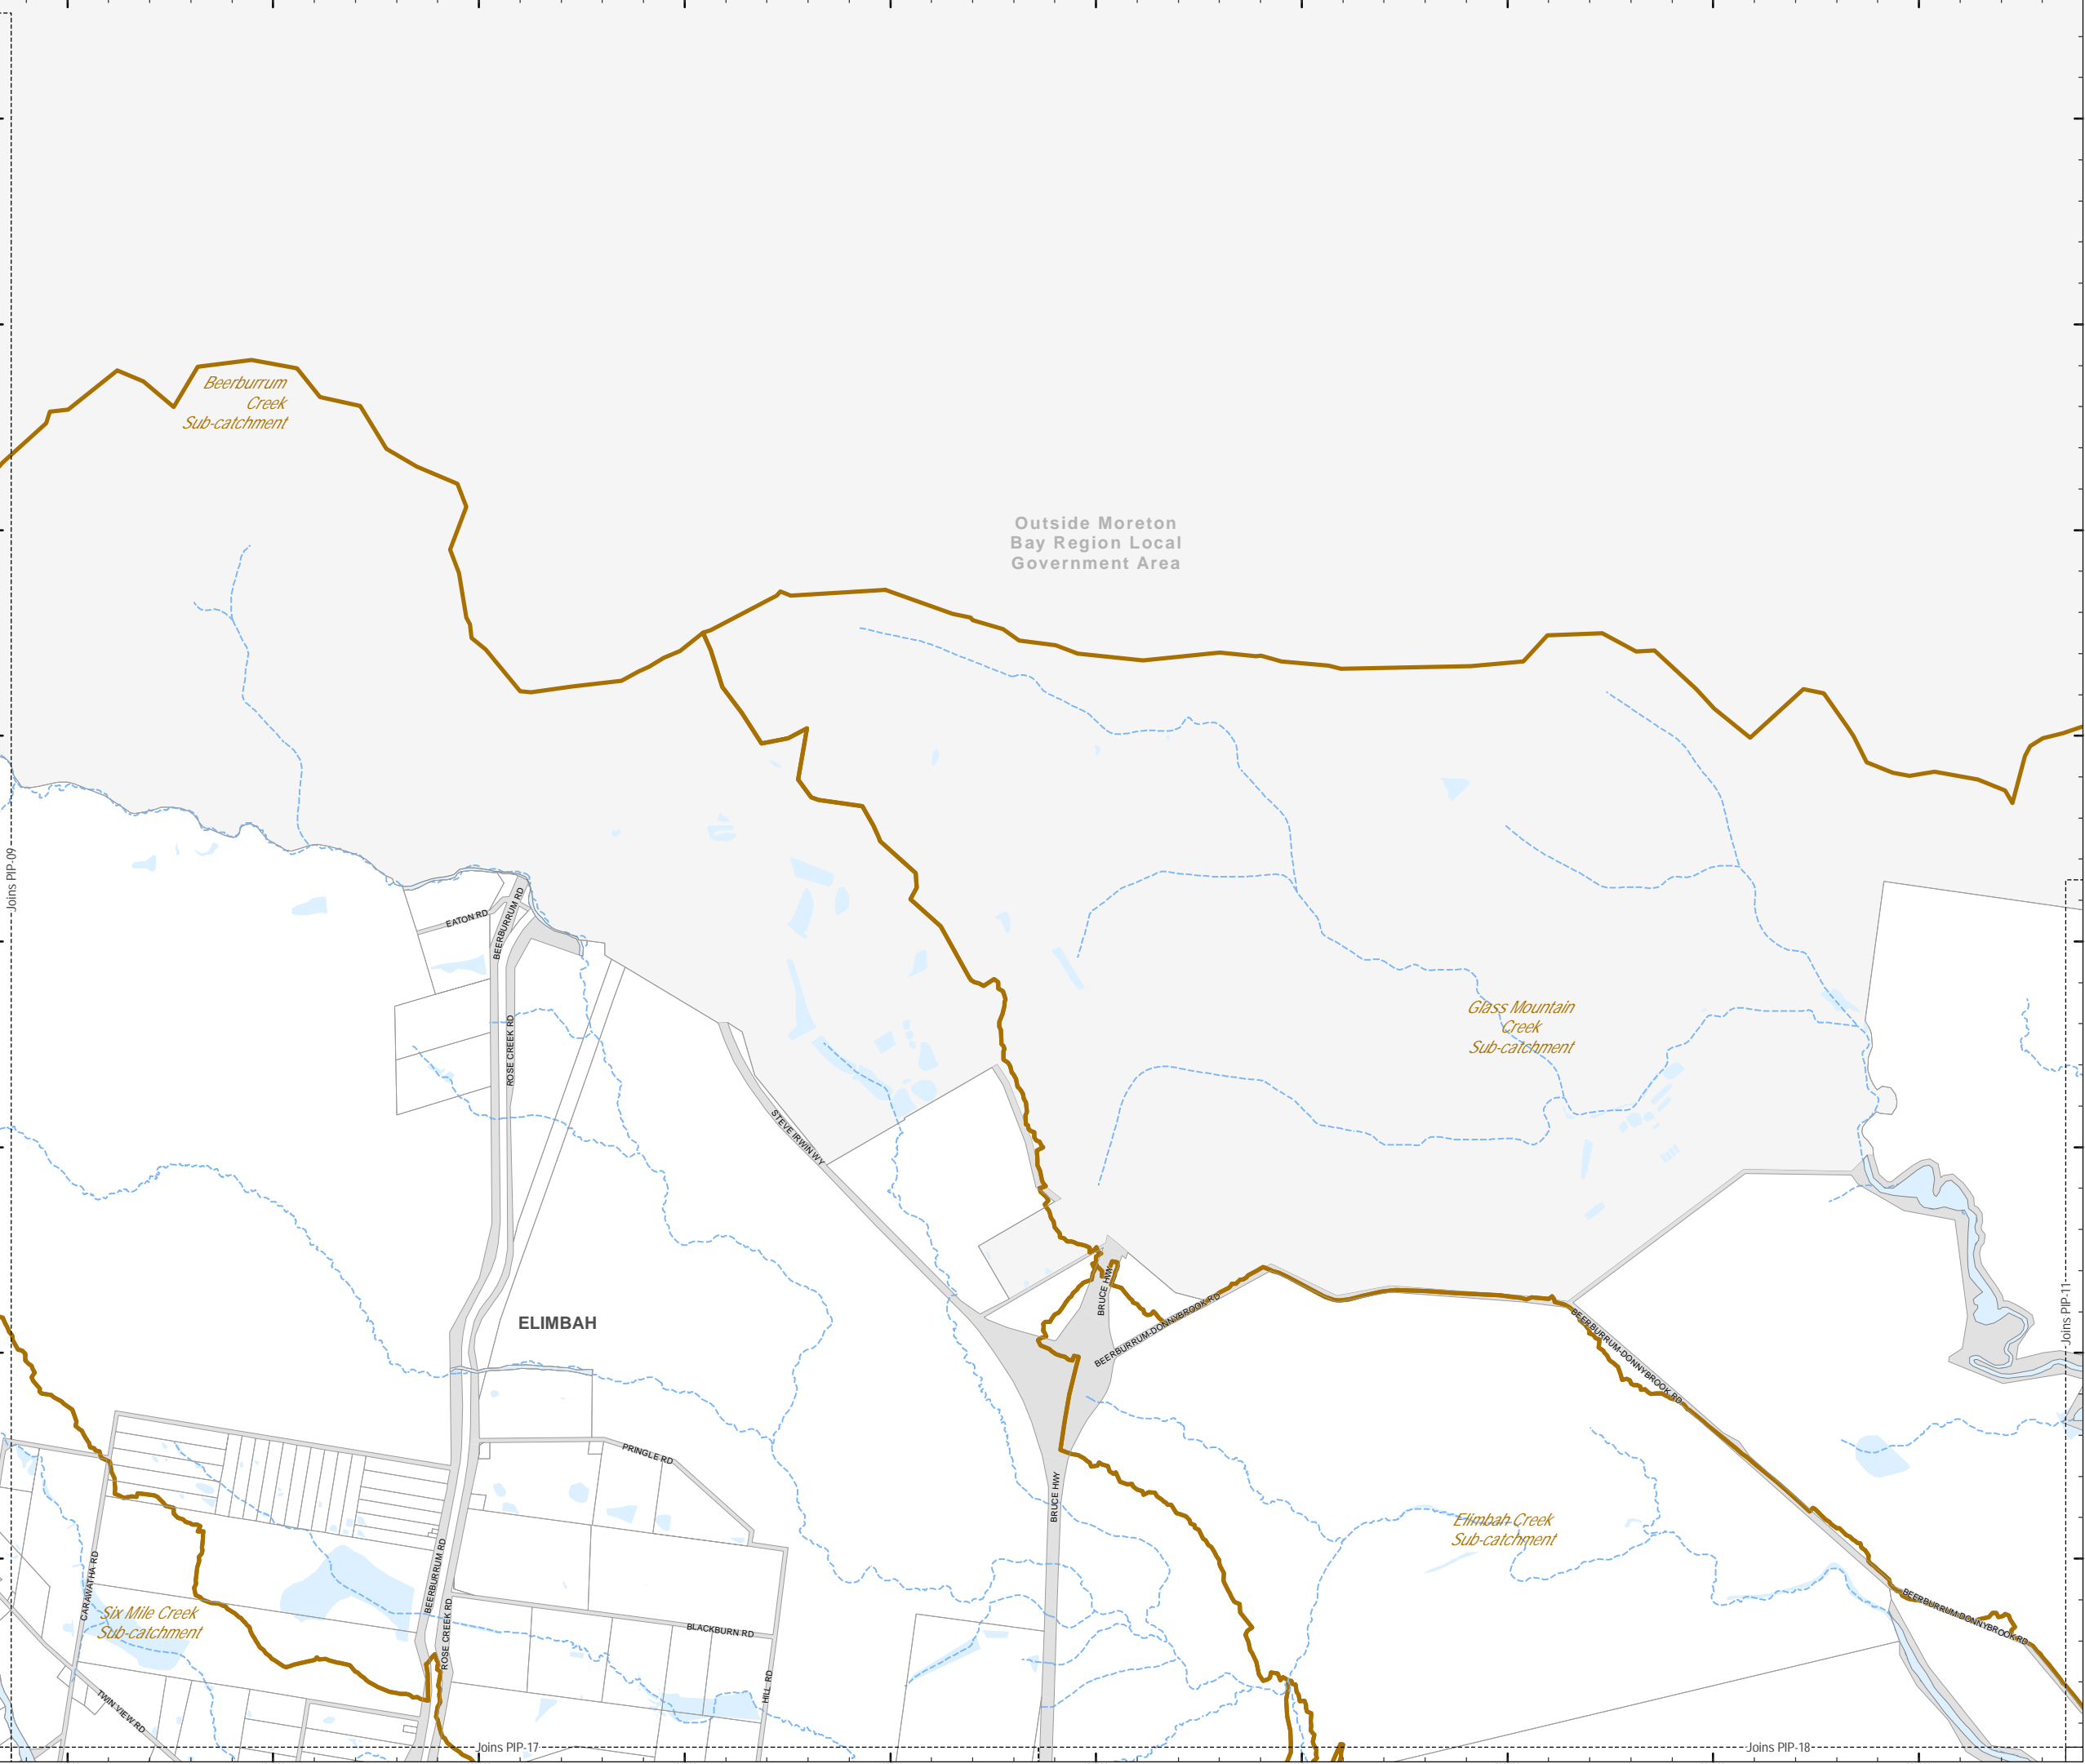 Beerburrum
Creek
Sub-catchment
Outside Moreton
Bay Region Local
Government Area
Joins PIP-09
EATON RD
BEERBURRUM RD
ROSE CREEK RD
STEVE IRWIN WY
Glass Mountain
Creek
Sub-catchment
BRUCE HWY
BEERBURRUM-DONNYBROOK RD
BEERBURRUM-DONNYBROOK RD
Joins PIP-11
ELIMBAH
PRINGLE RD
BRUCE HWY
Elimbah Creek
Sub-catchment
CARAWATHA RD
BEERBURRUM RD
ROSE CREEK RD
Six Mile Creek
Sub-catchment
BLACKBURN RD
BEERBURRUM DONNYBROOK RD
HILL RD
TWIN VIEW RD
Joins PIP-17
Joins PIP-18